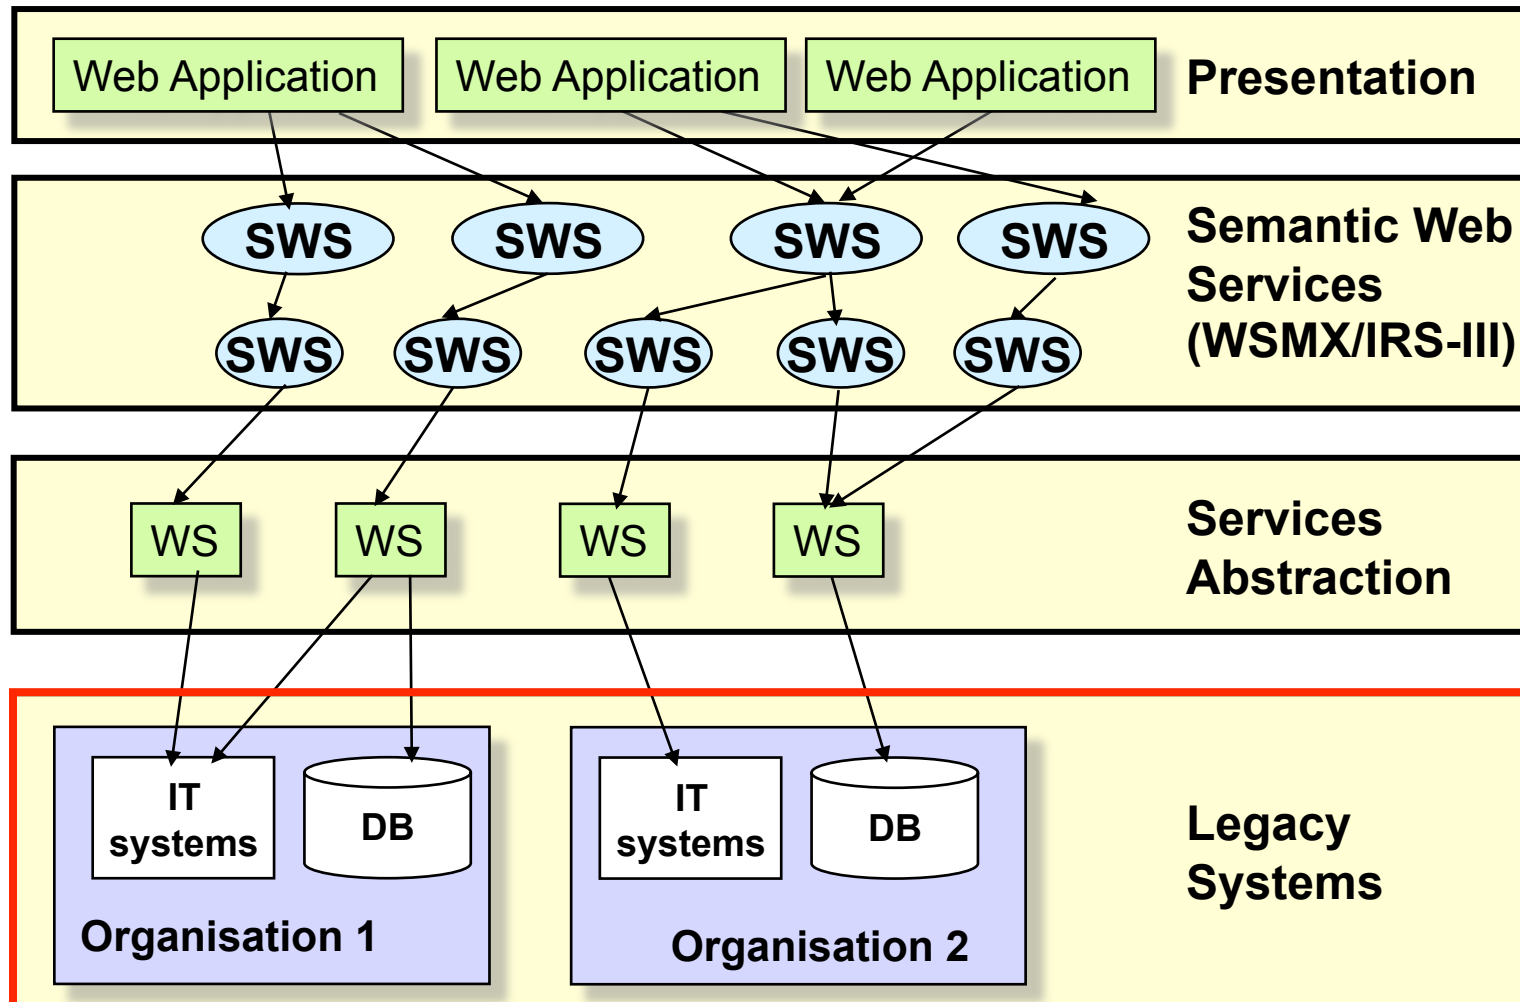 Web Application
Web Application
Web Application
Presentation
SWS
SWS
SWS
SWS
Semantic Web
Services
(WSMX/IRS-III)
SWS
SWS
SWS
SWS
SWS
WS
WS
WS
WS
Services
Abstraction
IT
systems
DB
Organisation 1
IT
systems
DB
Organisation 2
Legacy
Systems